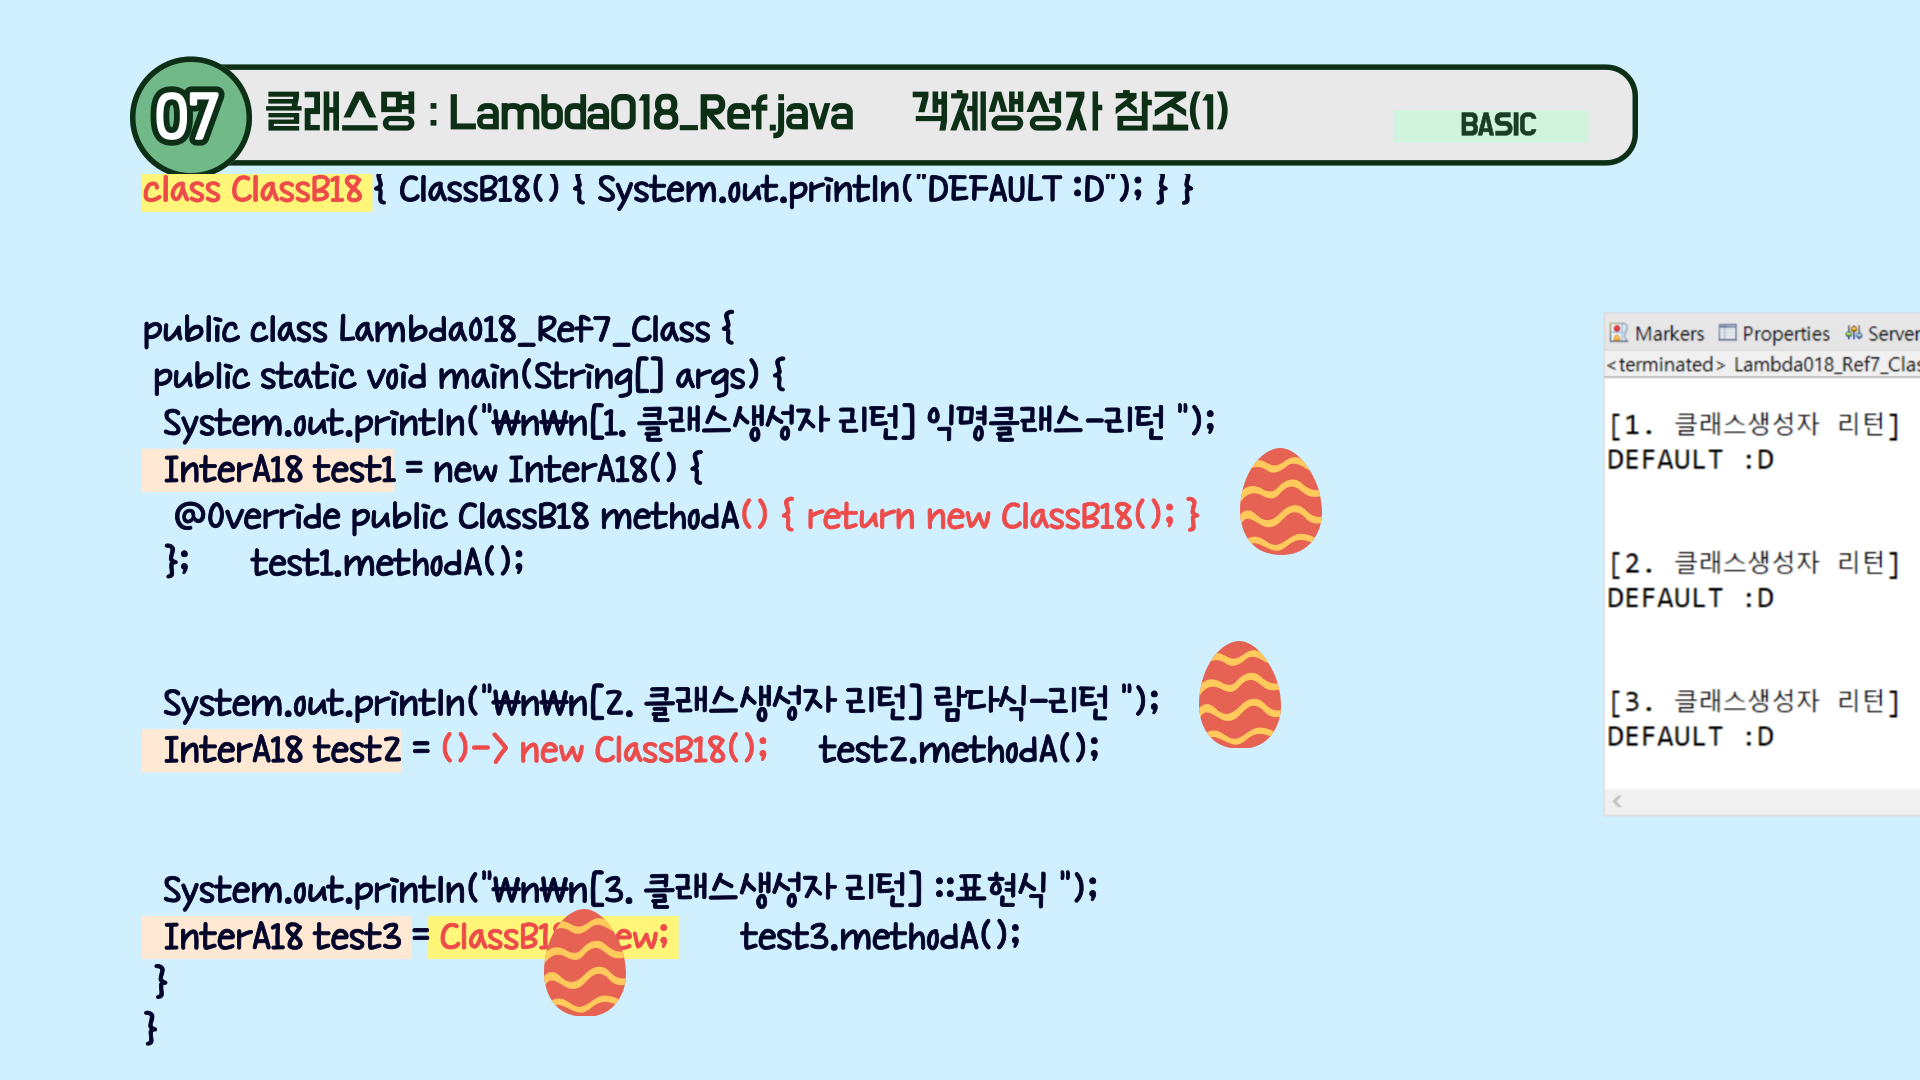 07 클래스명 : Lambda018_Ref.java 객체생성자 참조(1) BASIC
class ClassB18 { ClassB18() { System.out.println("DEFAULT :D"); } }
public class Lambda018_Ref7_Class {
public static void main(String[] args) {
System.out.println("₩n₩n[1. 클래스생성자 리턴] 익명클래스-리턴 ");
InterA18 test1 = new InterA18() {
@Override public ClassB18 methodA() { return new ClassB18(); }
}; test1.methodA();
System.out.println("₩n₩n[2. 클래스생성자 리턴] 람다식-리턴 ");
InterA18 test2 = ()-> new ClassB18(); test2.methodA();
System.out.println("₩n₩n[3. 클래스생성자 리턴] ::표현식 ");
InterA18 test3 = test3.methodA();
}
}
Markers Properties Server
<terminated> Lambda018_Ref7_Clas
[1. 클래스생성자 리턴]
DEFAULT :D
[2. 클래스생성자 리턴]
DEFAULT :D
[3. 클래스생성자 리턴]
DEFAULT :D